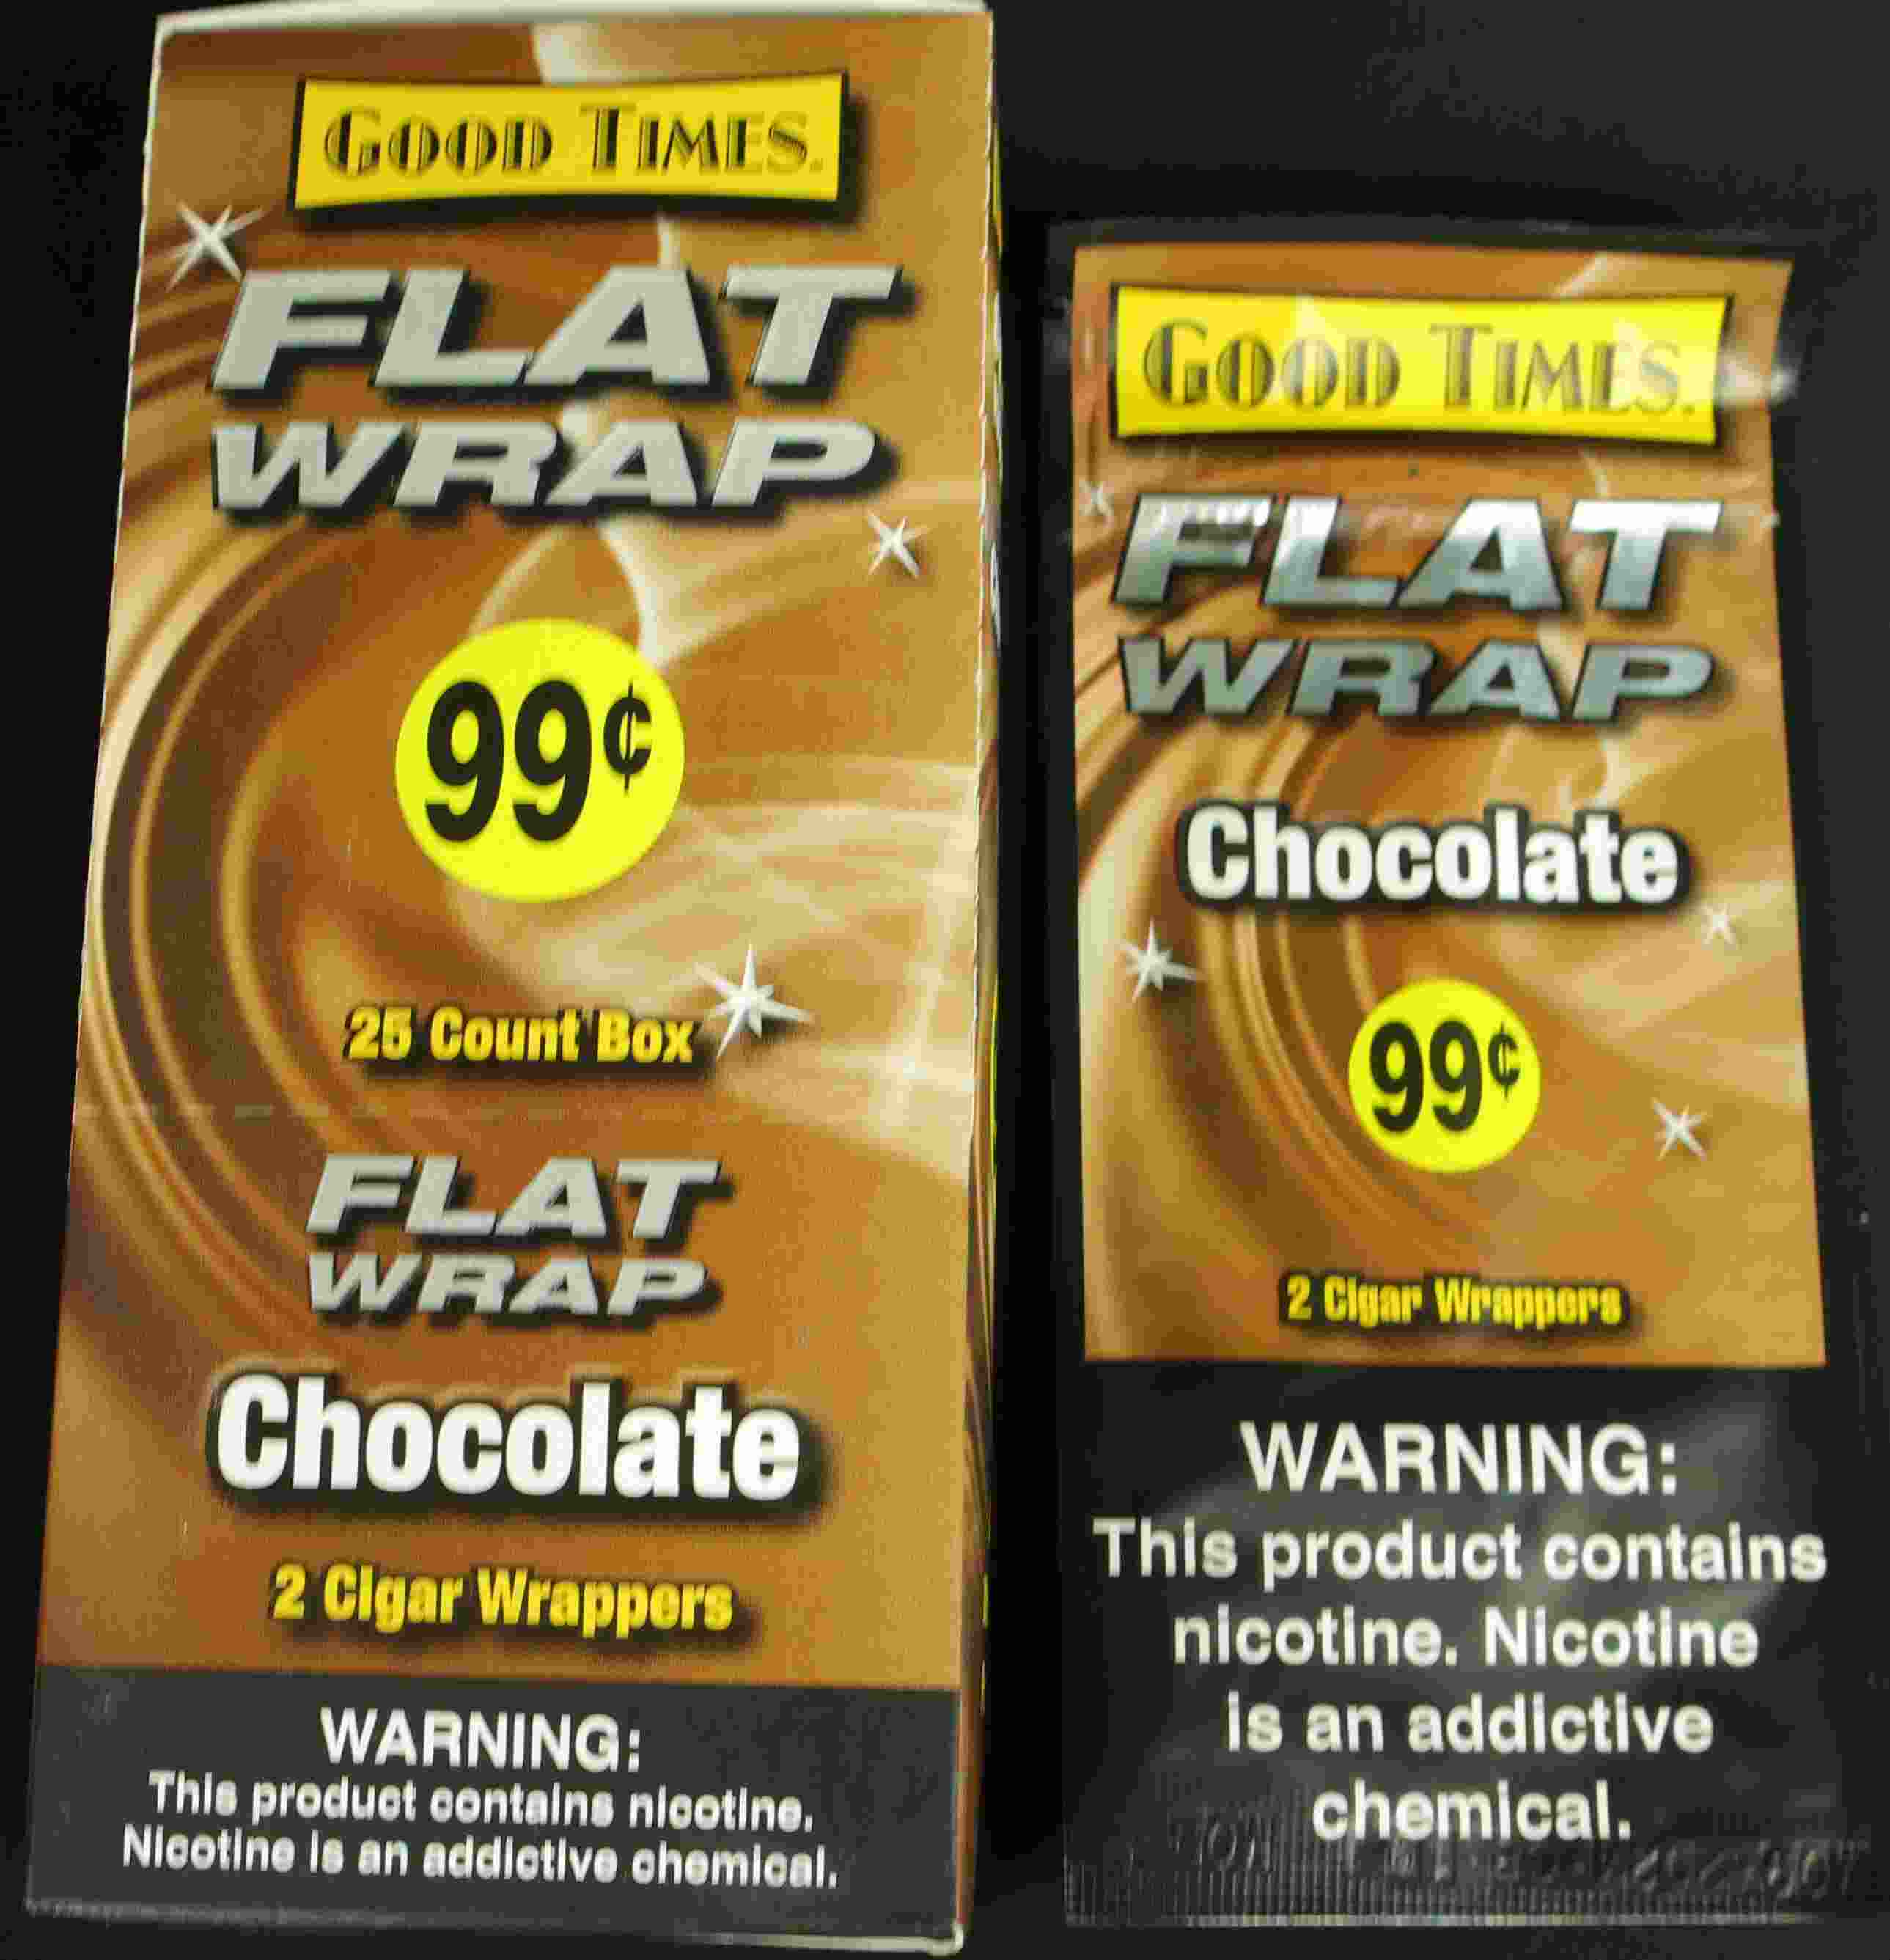 GOOD TIMES.
FLAT
WRAP
99¢
25 Count Box
FLAT
WRAP
Chocolate
2 Cigar Wrappers
WARNING:
This product contains nicotine.
Nicotine is an addictive chemical.
GOOD TIMES.
FLAT
WRAP
Chocolate
99¢
2 Cigar Wrappers
WARNING:
This product contains
nicotine. Nicotine
is an addictive
chemical.